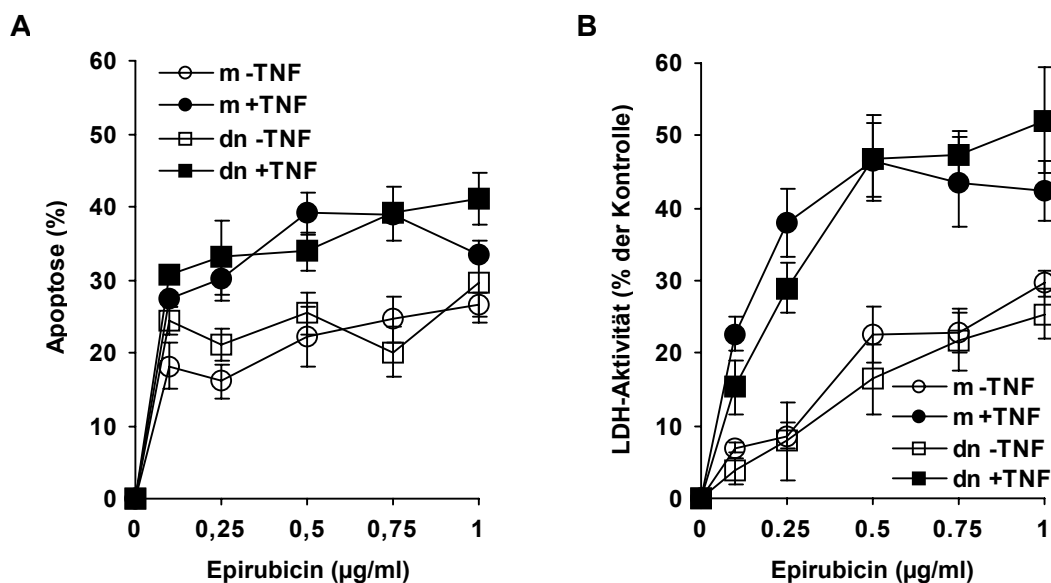 A
60
50
40
30
20
10
0
Apoptose (%)
m -TNF
m +TNF
dn -TNF
dn +TNF
0
0,25
0,5
0,75
1
Epirubicin (µg/ml)
B
60
50
40
30
20
10
0
LDH-Aktivität (% der Kontrolle)
m -TNF
m +TNF
dn -TNF
dn +TNF
0
0.25
0.5
0.75
1
Epirubicin (µg/ml)